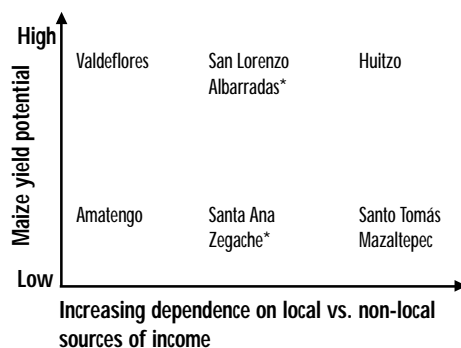 High
Valdeflores
San Lorenzo
Albarradas*
Huitzo
Maize yield potential
Amatengo
Santa Ana
Zegache*
Santo Tomás
Mazaltepec
Low
Increasing dependence on local vs. non-local
sources of income